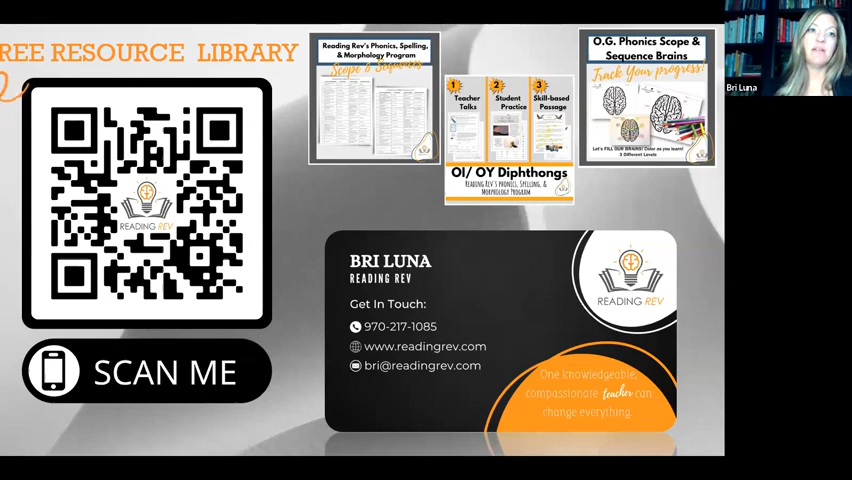 REE RESOURCE LIBRARY
READING REV
SCAN ME
Reading Rev's Phonics, Spelling,
& Morphology Program
Scope & Sequences
1 2 3
Teacher Student Skill-based
Talks Practice Passage
OI/ OY Diphthongs
READING REV'S PHONICS, SPELLING, &
MORPHOLOGY PROGRAM
O.G. Phonics Scope &
Sequence Brains
Track Your progress!
Let's FILL OUR BRAINS! Color as you learn!
3 Different Levels
Bri Luna
BRI LUNA
READING REV
Get In Touch:
970-217-1085
www.readingrev.com
bri@readingrev.com
READING REV
One knowledgeable,
compassionate teacher can
change everything.